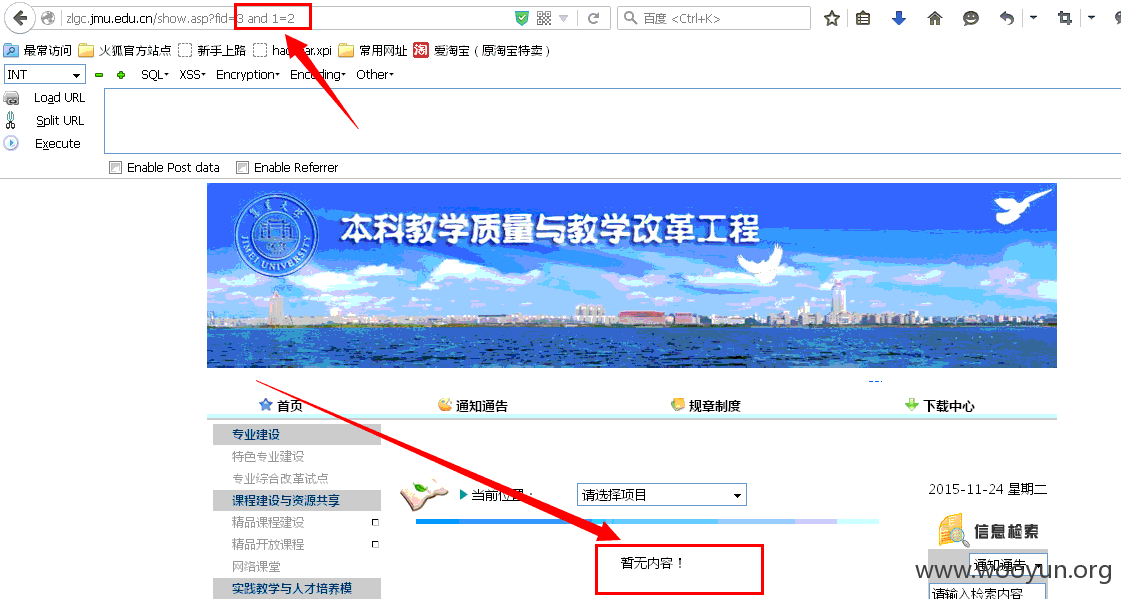 zlgc.jmu.edu.cn/show.asp?fid=3 and 1=2
百度 <Ctrl+K>
最常访问 火狐官方站点 新手上路 常用网址 爱淘宝（原淘宝特卖）
INT SQL XSS Encryption Encoding Other
Load URL
Split URL
Execute
Enable Post data Enable Referrer
JIMEI UNIVERSITY
本科教学质量与教学改革工程
首页 通知通告 规章制度 下载中心
专业建设
特色专业建设
专业综合改革试点
课程建设与资源共享
精品课程建设
精品开放课程
网络课堂
实践教学与人才培养模
当前位置： 请选择项目
2015-11-24 星期二
信息检索
暂无内容！
通知通告
www.wooyun.org
请输入检索内容